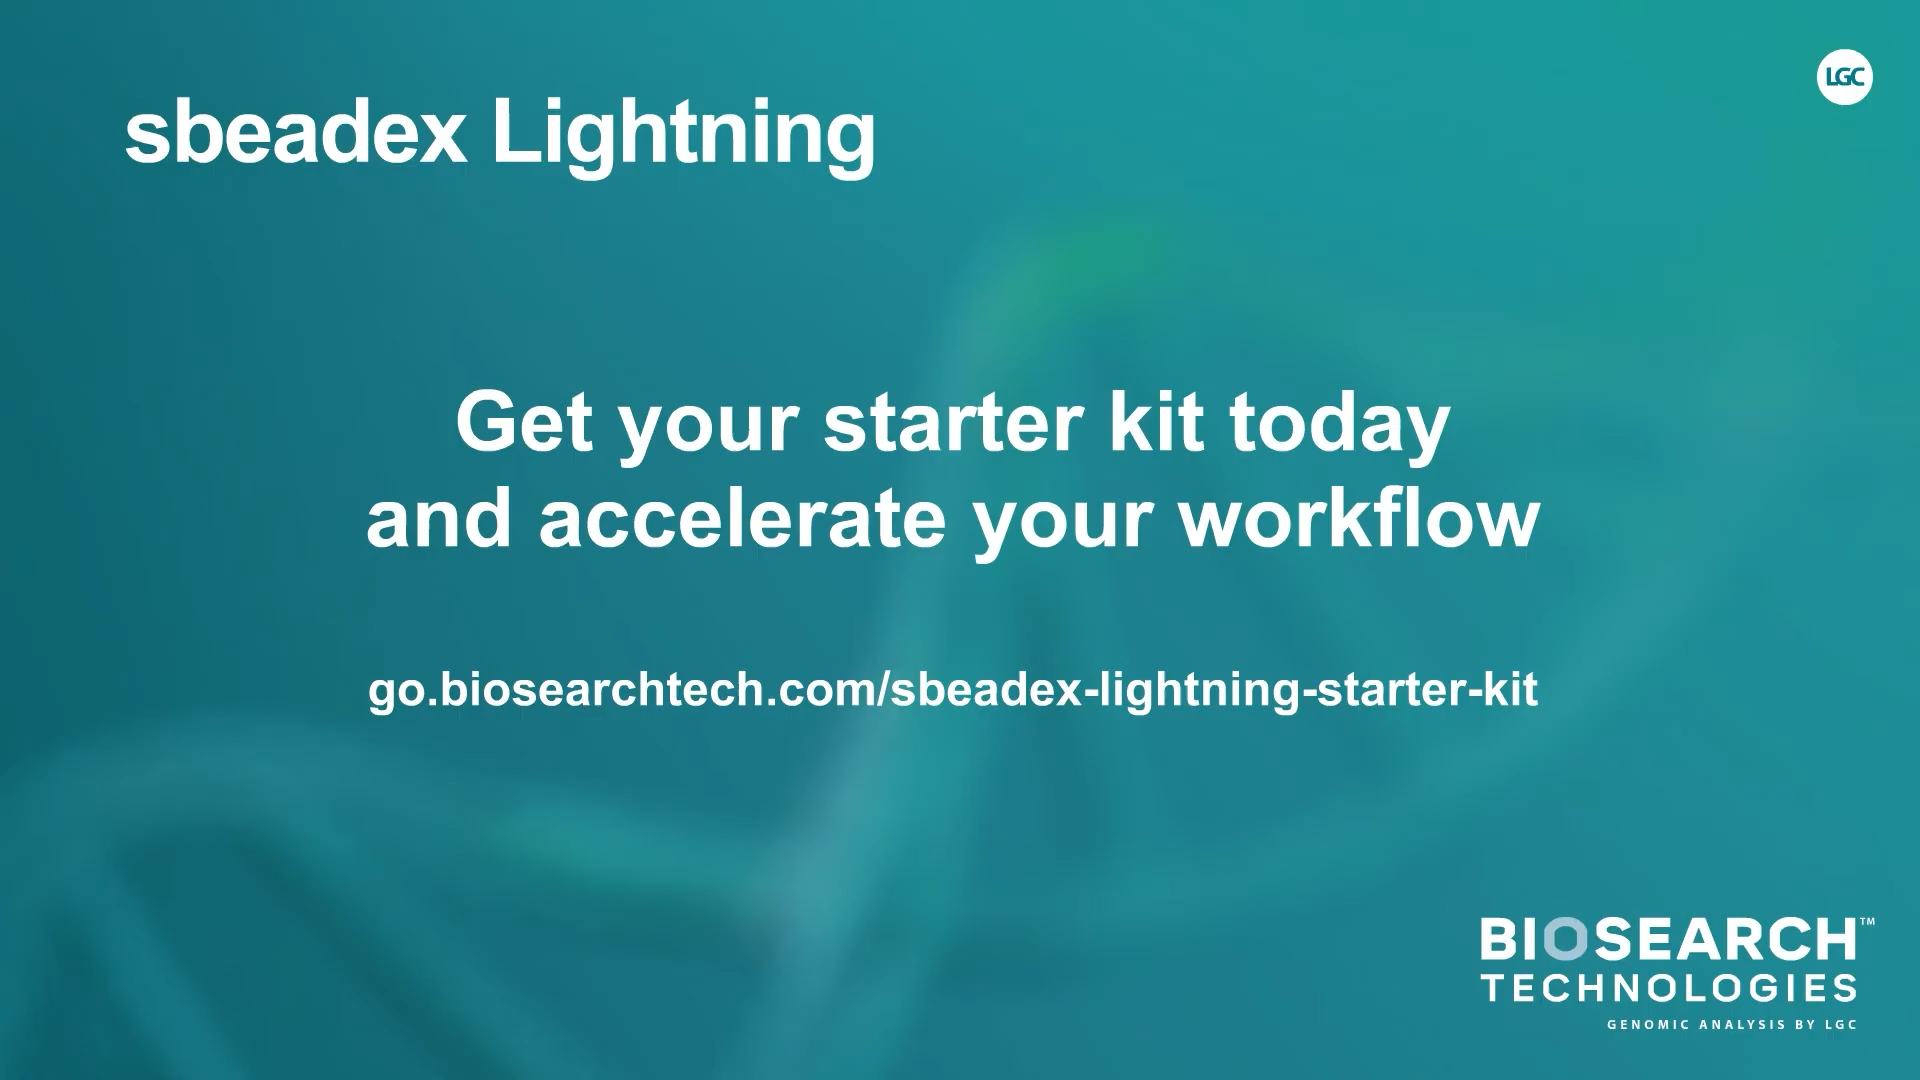 LGC
sbeadex Lightning
Get your starter kit today
and accelerate your workflow
go.biosearchtech.com/sbeadex-lightning-starter-kit
BIOSEARCH™
TECHNOLOGIES
GENOMIC ANALYSIS BY LGC